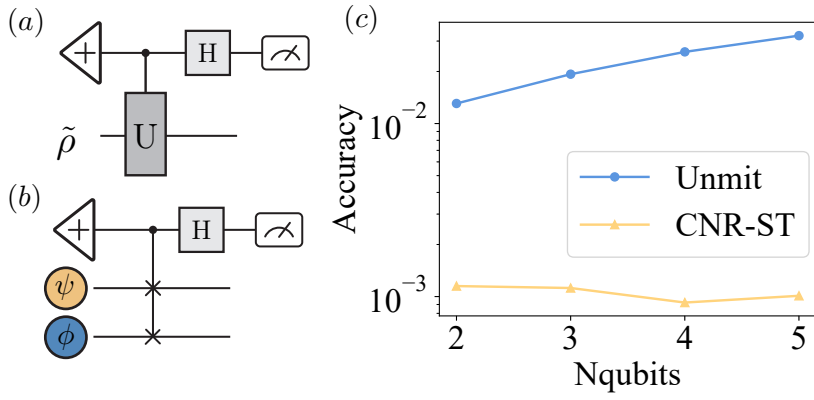 (a)
+
H
U
ρ̃
(b)
+
H
ψ
ϕ
(c)
Accuracy
10⁻²
10⁻³
Unmit
CNR-ST
2 3 4 5
Nqubits